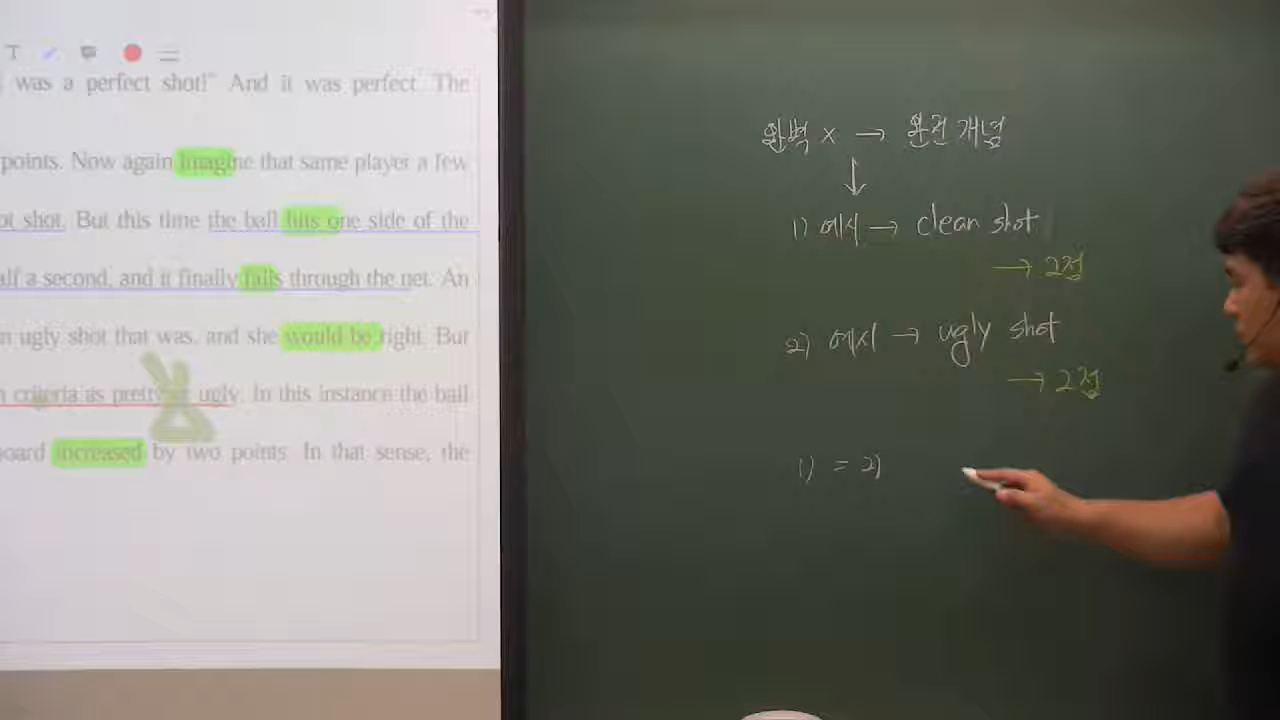 T
was a perfect shot!" And it was perfect. The
points. Now again imagine that same player a few
shot. But this time the ball hits one side of the
half a second, and it finally falls through the net. An
ugly shot that was, and she would be right. But
criteria as pretty or ugly. In this instance the ball
increased by two points. In that sense, the
완벽 x → 온전 개념
↓
1) 예시 → clean shot
→ 2점
2) 예시 → ugly shot
→ 2점
1) = 2)